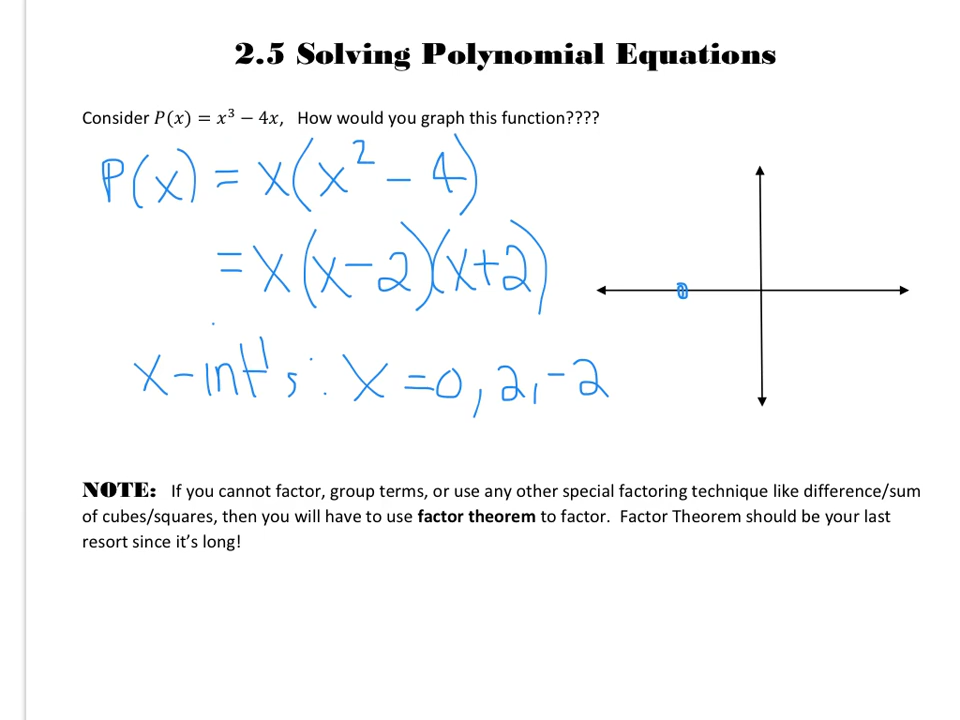 2.5 Solving Polynomial Equations
Consider P(x) = x³ − 4x, How would you graph this function????
P(x) = x(x² − 4)
= x(x−2)(x+2)
x-int's: x = 0, 2, -2
NOTE: If you cannot factor, group terms, or use any other special factoring technique like difference/sum
of cubes/squares, then you will have to use factor theorem to factor. Factor Theorem should be your last
resort since it's long!